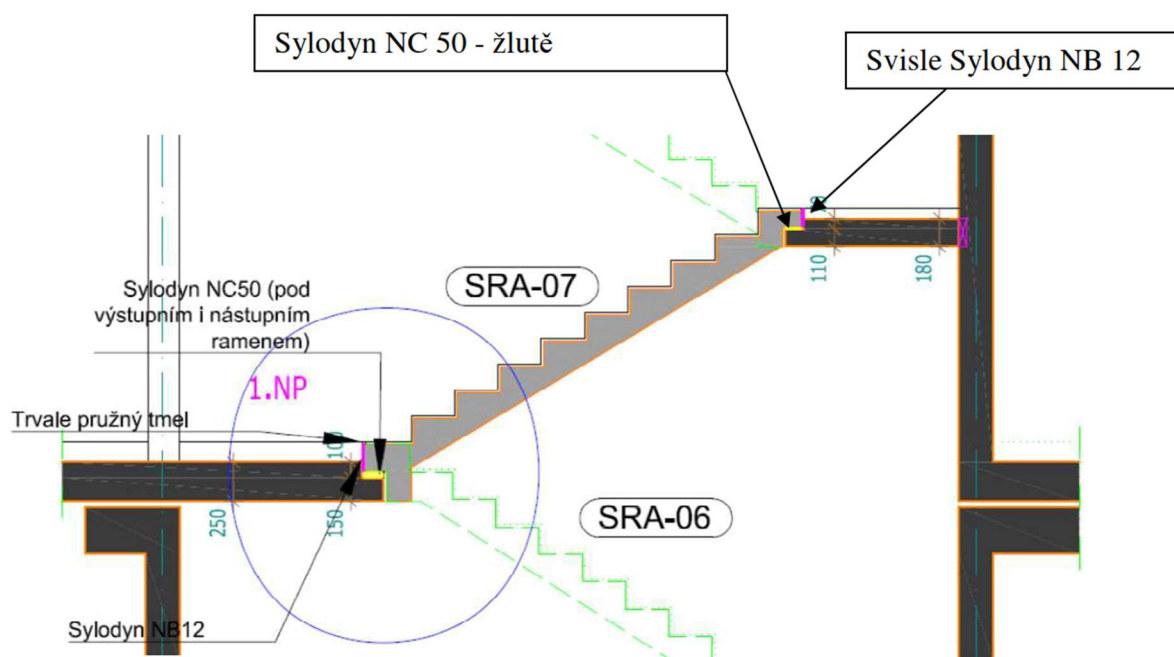 Sylodyn NC 50 - žlutě
Svisle Sylodyn NB 12
SRA-07
110
180
Sylodyn NC50 (pod
výstupním i nástupním
ramenem)
1.NP
Trvale pružný tmel
100
250
150
SRA-06
Sylodyn NB12